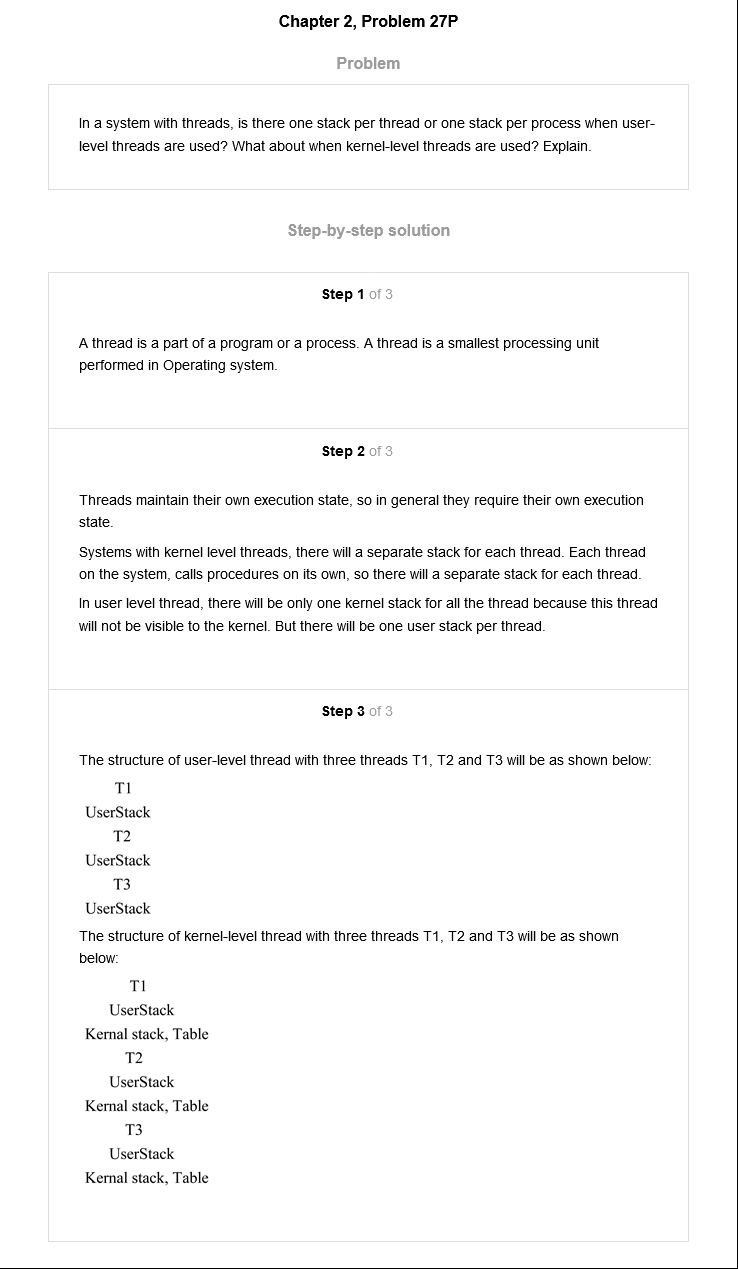 Chapter 2, Problem 27P
Problem
In a system with threads, is there one stack per thread or one stack per process when user-
level threads are used? What about when kernel-level threads are used? Explain.
Step-by-step solution
Step 1 of 3
A thread is a part of a program or a process. A thread is a smallest processing unit
performed in Operating system.
Step 2 of 3
Threads maintain their own execution state, so in general they require their own execution
state.
Systems with kernel level threads, there will a separate stack for each thread. Each thread
on the system, calls procedures on its own, so there will a separate stack for each thread.
In user level thread, there will be only one kernel stack for all the thread because this thread
will not be visible to the kernel. But there will be one user stack per thread.
Step 3 of 3
The structure of user-level thread with three threads T1, T2 and T3 will be as shown below:
T1
UserStack
T2
UserStack
T3
UserStack
The structure of kernel-level thread with three threads T1, T2 and T3 will be as shown
below:
T1
UserStack
Kernal stack, Table
T2
UserStack
Kernal stack, Table
T3
UserStack
Kernal stack, Table